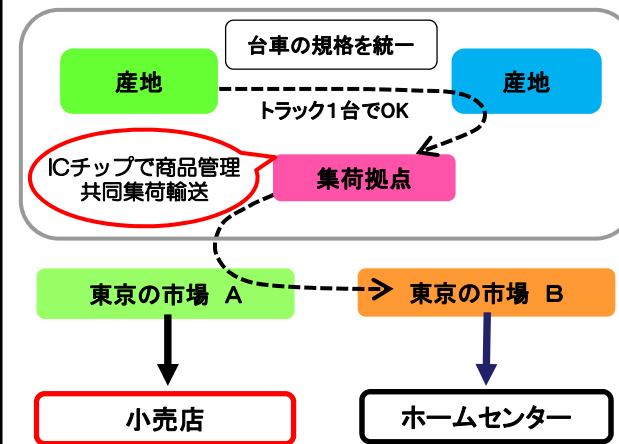 台車の規格を統一
産地
産地
トラック１台でOK
ICチップで商品管理
共同集荷輸送
集荷拠点
東京の市場 A
東京の市場 B
小売店
ホームセンター